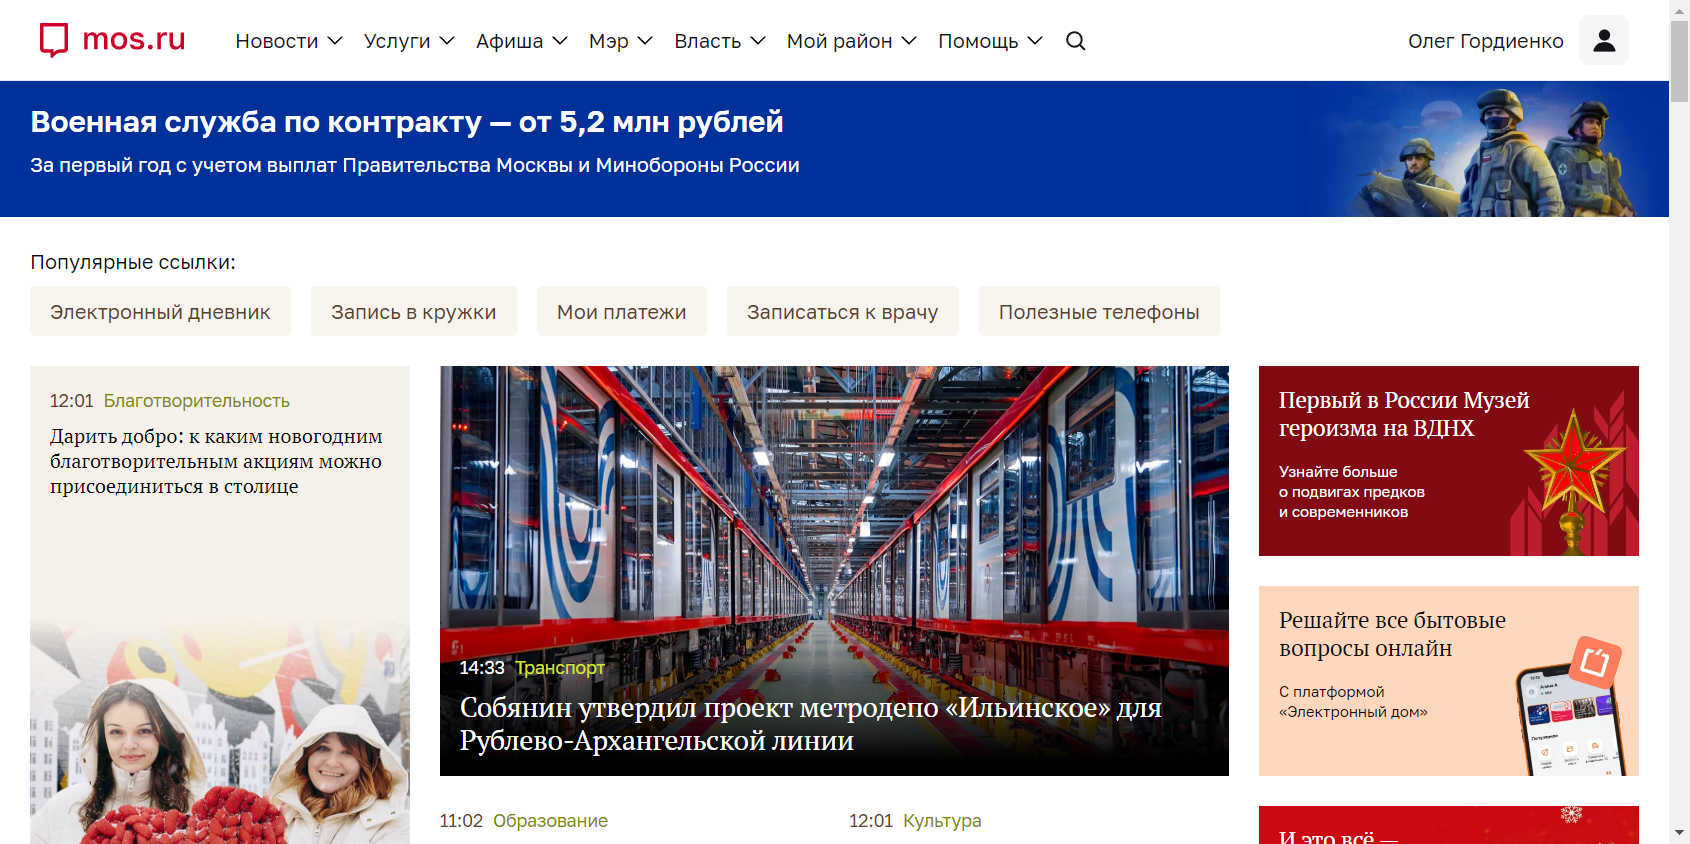 mos.ru
Новости
Услуги
Афиша
Мэр
Власть
Мой район
Помощь
Олег Гордиенко
Военная служба по контракту — от 5,2 млн рублей
За первый год с учетом выплат Правительства Москвы и Минобороны России
Популярные ссылки:
Электронный дневник
Запись в кружки
Мои платежи
Записаться к врачу
Полезные телефоны
12:01 Благотворительность
Дарить добро: к каким новогодним
благотворительным акциям можно
присоединиться в столице
14:33 Транспорт
Собянин утвердил проект метродепо «Ильинское» для
Рублево-Архангельской линии
11:02 Образование
12:01 Культура
Первый в России Музей
героизма на ВДНХ
Узнайте больше
о подвигах предков
и современников
Решайте все бытовые
вопросы онлайн
С платформой
«Электронный дом»
И это всё —